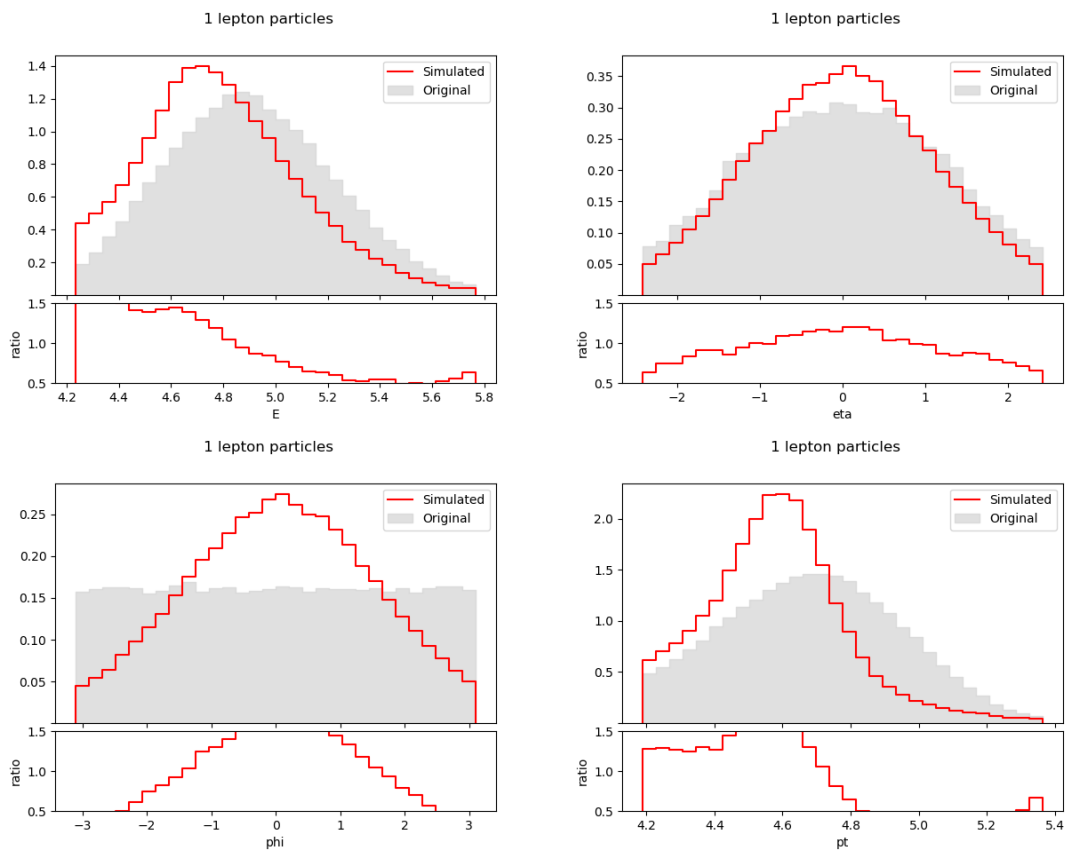 1 lepton particles
Simulated
Original
1.4
1.2
1.0
0.8
0.6
0.4
0.2
1.5
1.0
0.5
ratio
4.2 4.4 4.6 4.8 5.0 5.2 5.4 5.6 5.8
E
1 lepton particles
Simulated
Original
0.35
0.30
0.25
0.20
0.15
0.10
0.05
1.5
1.0
0.5
ratio
−2 −1 0 1 2
eta
1 lepton particles
Simulated
Original
0.25
0.20
0.15
0.10
0.05
1.5
1.0
0.5
ratio
−3 −2 −1 0 1 2 3
phi
1 lepton particles
Simulated
Original
2.0
1.5
1.0
0.5
1.5
1.0
0.5
ratio
4.2 4.4 4.6 4.8 5.0 5.2 5.4
pt